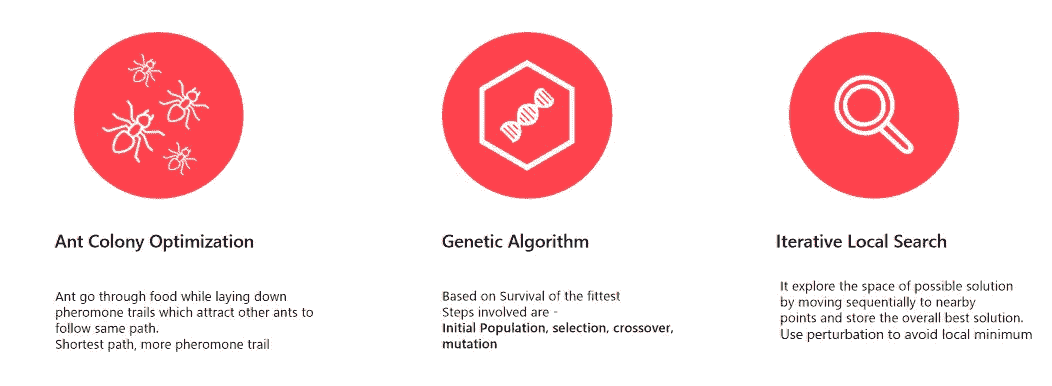 Ant Colony Optimization
Ant go through food while laying down
pheromone trails which attract other ants to
follow same path.
Shortest path, more pheromone trail
Genetic Algorithm
Based on Survival of the fittest
Steps involved are -
Initial Population, selection, crossover,
mutation
Iterative Local Search
It explore the space of possible solution
by moving sequentially to nearby
points and store the overall best solution.
Use perturbation to avoid local minimum